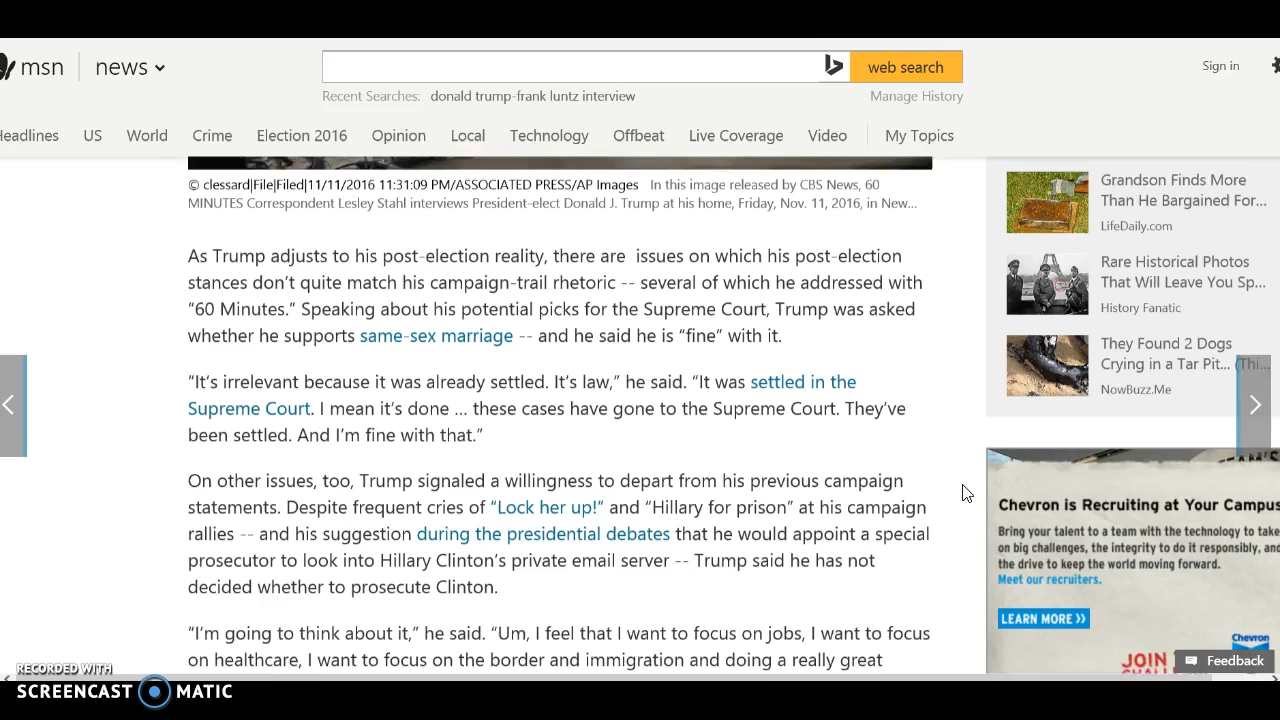 msn news
web search
Sign in
Recent Searches: donald trump-frank luntz interview
Manage History
Headlines US World Crime Election 2016 Opinion Local Technology Offbeat Live Coverage Video My Topics
© clessard|File|Filed|11/11/2016 11:31:09 PM/ASSOCIATED PRESS/AP Images In this image released by CBS News, 60
MINUTES Correspondent Lesley Stahl interviews President-elect Donald J. Trump at his home, Friday, Nov. 11, 2016, in New...
As Trump adjusts to his post-election reality, there are issues on which his post-election
stances don't quite match his campaign-trail rhetoric -- several of which he addressed with
"60 Minutes." Speaking about his potential picks for the Supreme Court, Trump was asked
whether he supports same-sex marriage -- and he said he is "fine" with it.
"It's irrelevant because it was already settled. It's law," he said. "It was settled in the
Supreme Court. I mean it's done … these cases have gone to the Supreme Court. They've
been settled. And I'm fine with that."
On other issues, too, Trump signaled a willingness to depart from his previous campaign
statements. Despite frequent cries of "Lock her up!" and "Hillary for prison" at his campaign
rallies -- and his suggestion during the presidential debates that he would appoint a special
prosecutor to look into Hillary Clinton's private email server -- Trump said he has not
decided whether to prosecute Clinton.
"I'm going to think about it," he said. "Um, I feel that I want to focus on jobs, I want to focus
on healthcare, I want to focus on the border and immigration and doing a really great
Grandson Finds More
Than He Bargained For...
LifeDaily.com
Rare Historical Photos
That Will Leave You Sp...
History Fanatic
They Found 2 Dogs
Crying in a Tar Pit... (Thi...
NowBuzz.Me
Chevron is Recruiting at Your Campus
Bring your talent to a team with the technology to take
on big challenges, the integrity to do it responsibly, and
the drive to keep the world moving forward.
Meet our recruiters.
LEARN MORE
Chevron
JOIN
Feedback
RECORDED WITH
SCREENCAST MATIC